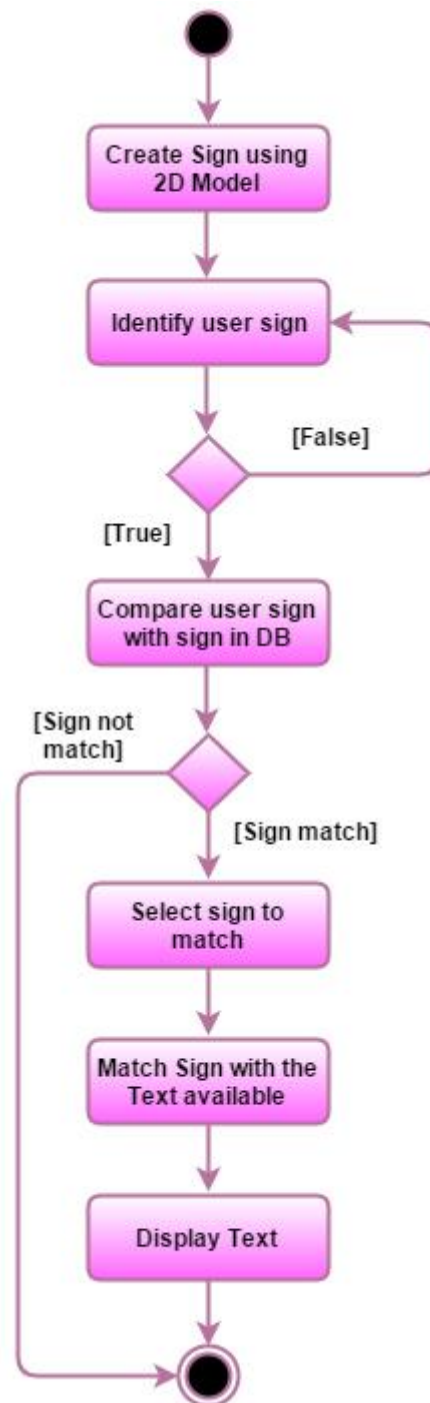 Create Sign using
2D Model
Identify user sign
[False]
[True]
Compare user sign
with sign in DB
[Sign not
match]
[Sign match]
Select sign to
match
Match Sign with the
Text available
Display Text